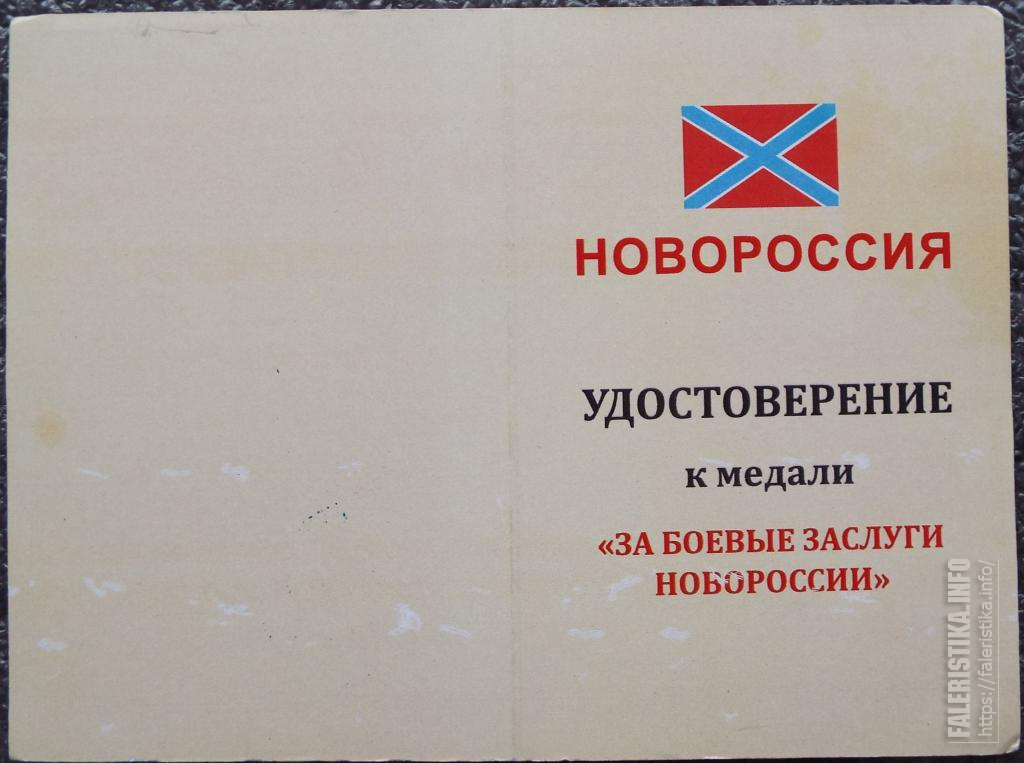 НОВОРОССИЯ
УДОСТОВЕРЕНИЕ
к медали
«ЗА БОЕВЫЕ ЗАСЛУГИ
НОВОРОССИИ»
FALERISTIKA.INFO
https://faleristika.info/